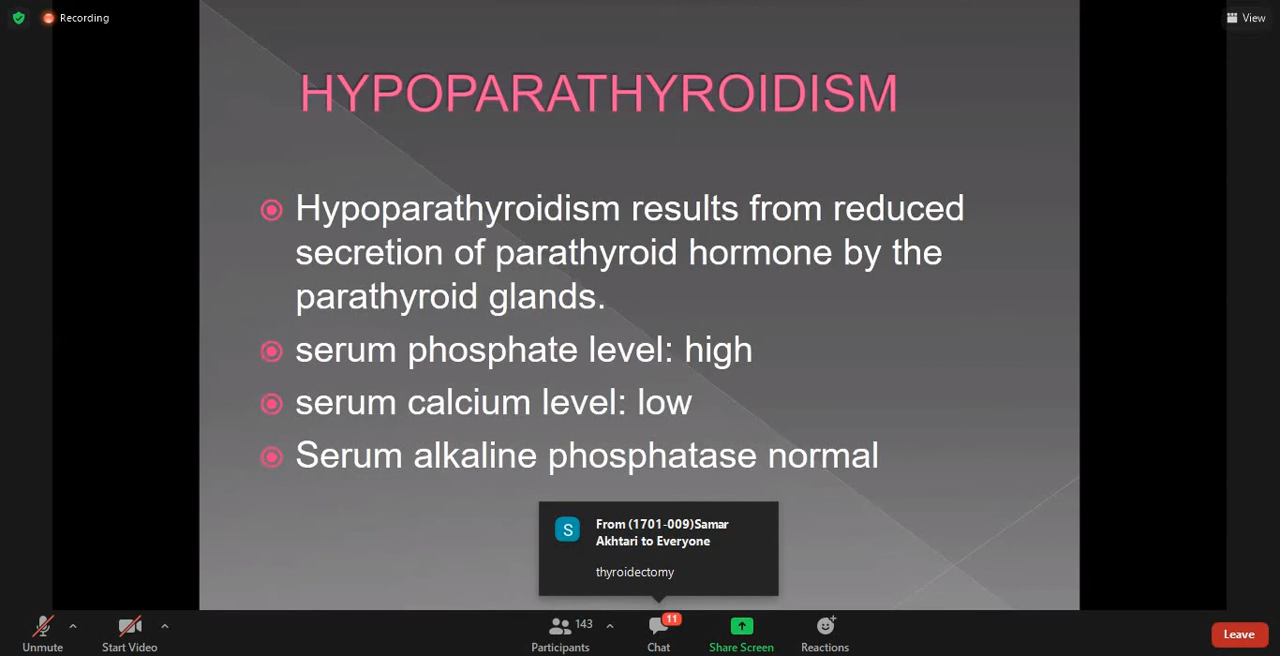 Recording
View
HYPOPARATHYROIDISM
Hypoparathyroidism results from reduced
secretion of parathyroid hormone by the
parathyroid glands.
serum phosphate level: high
serum calcium level: low
Serum alkaline phosphatase normal
S
From (1701-009)Samar
Akhtari to Everyone
thyroidectomy
143
11
Unmute
Start Video
Participants
Chat
Share Screen
Reactions
Leave